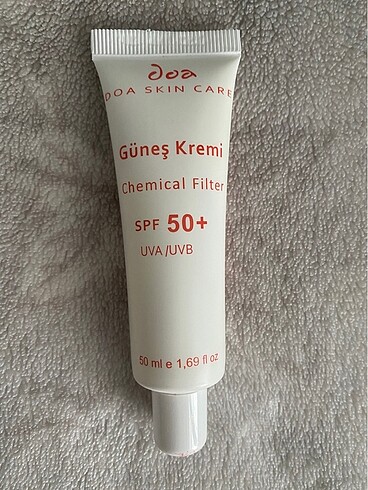 doa
DOA SKIN CARE
Güneş Kremi
Chemical Filter
SPF 50+
UVA/UVB
50 ml e 1,69 fl oz